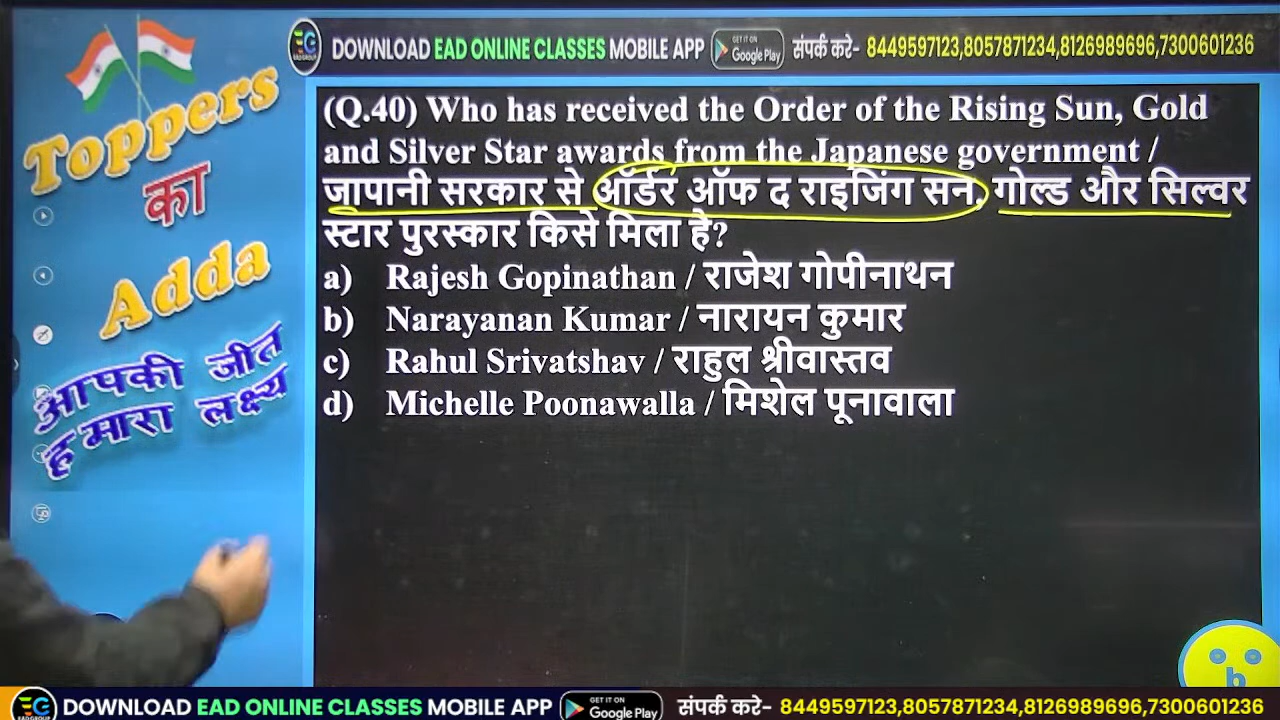 DOWNLOAD EAD ONLINE CLASSES MOBILE APP GET IT ON Google Play संपर्क करे- 8449597123,8057871234,8126989696,7300601236
Toppers
का
Adda
आपकी जीत
हमारा लक्ष्य
(Q.40) Who has received the Order of the Rising Sun, Gold
and Silver Star awards from the Japanese government /
जापानी सरकार से ऑर्डर ऑफ द राइजिंग सन, गोल्ड और सिल्वर
स्टार पुरस्कार किसे मिला है?
a) Rajesh Gopinathan / राजेश गोपीनाथन
b) Narayanan Kumar / नारायन कुमार
c) Rahul Srivatshav / राहुल श्रीवास्तव
d) Michelle Poonawalla / मिशेल पूनावाला
b
DOWNLOAD EAD ONLINE CLASSES MOBILE APP GET IT ON Google Play संपर्क करे- 8449597123,8057871234,8126989696,7300601236